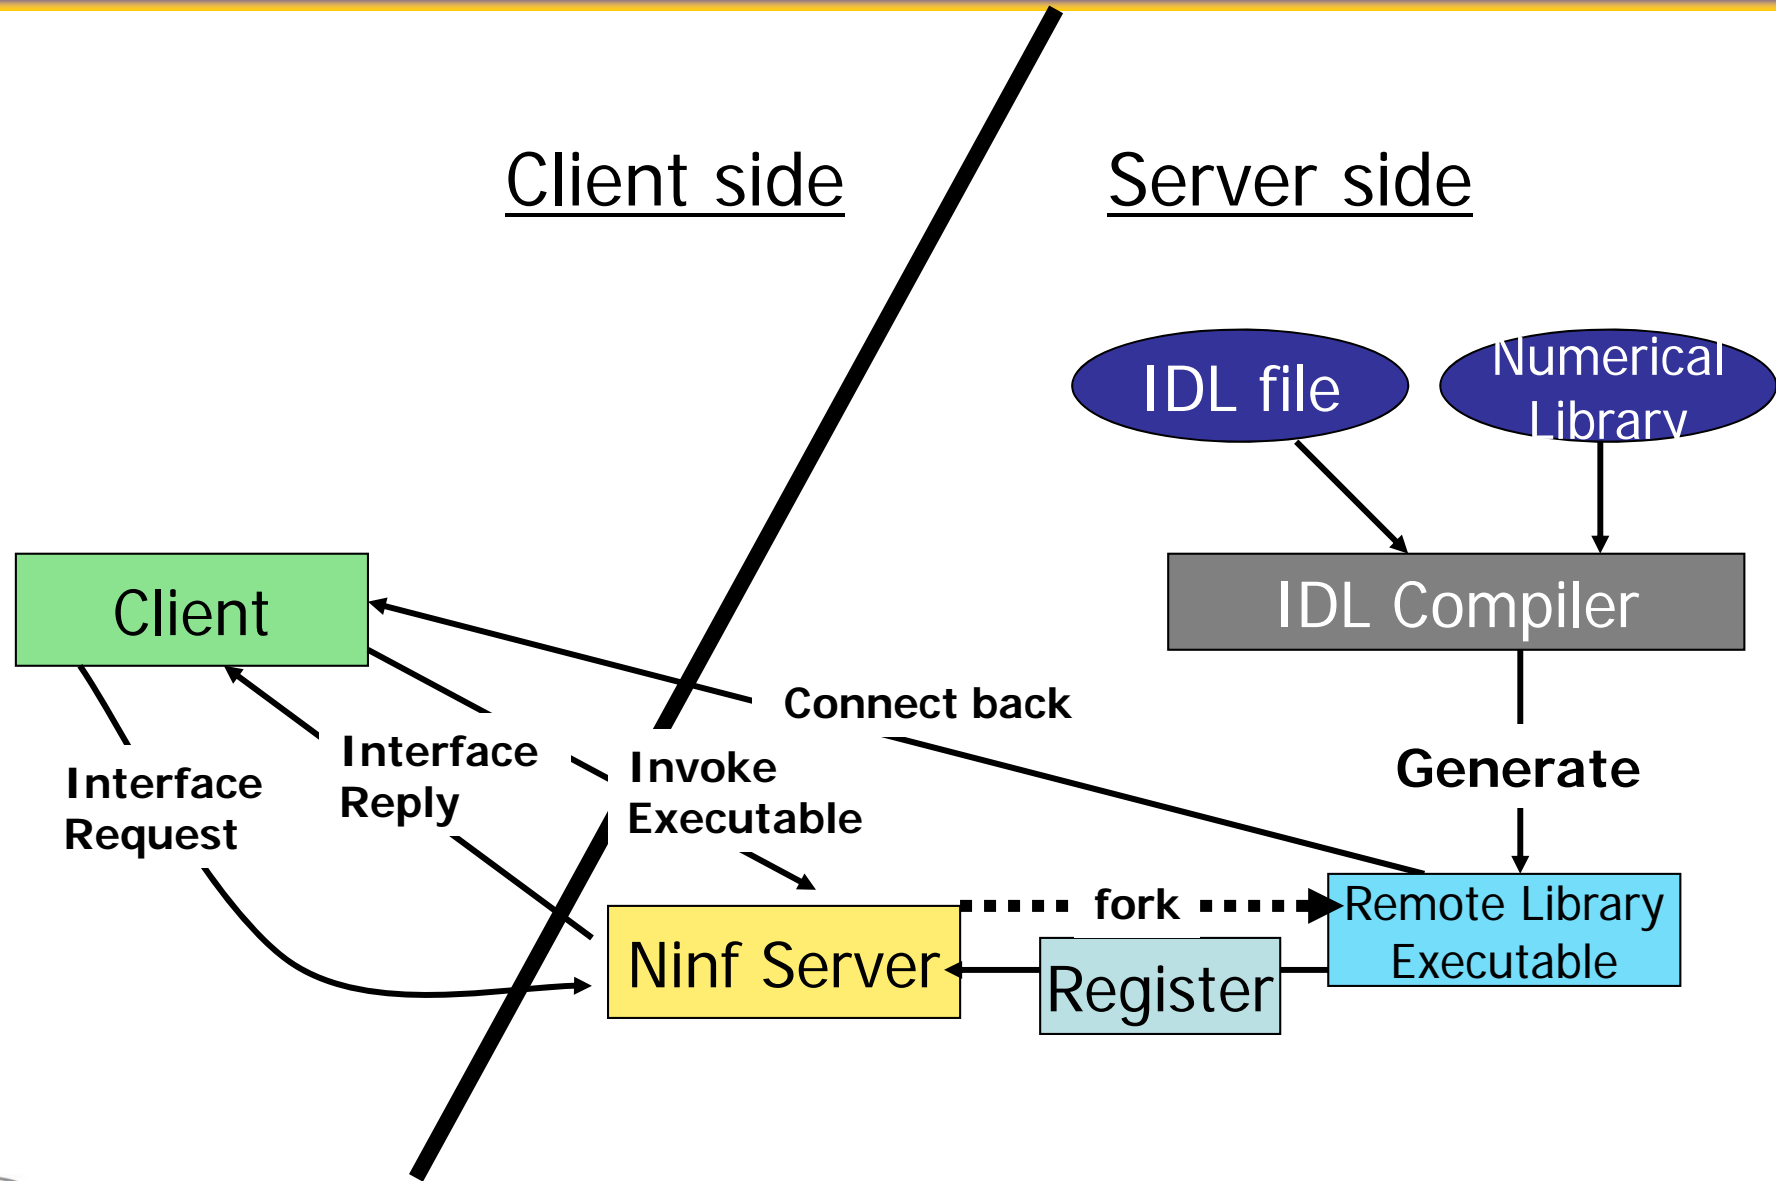 Client side
Server side
IDL file
Numerical
Library
Client
IDL Compiler
Connect back
Interface
Reply
Invoke
Executable
Interface
Request
Generate
fork
Remote Library
Executable
Ninf Server
Register